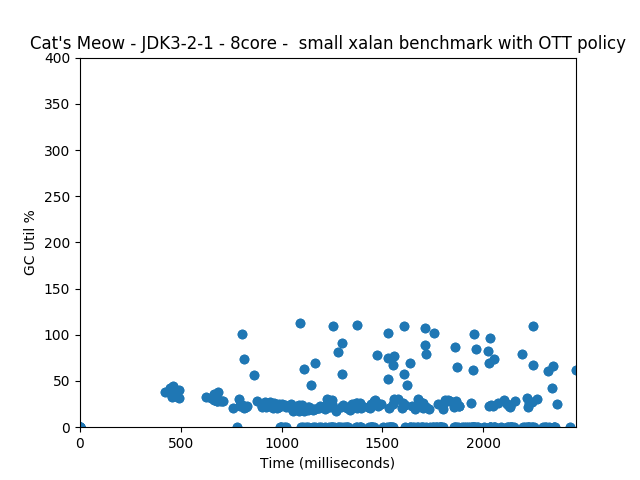 Cat's Meow - JDK3-2-1 - 8core -  small xalan benchmark with OTT policy
400
350
300
250
200
150
100
50
0
GC Util %
0 500 1000 1500 2000
Time (milliseconds)